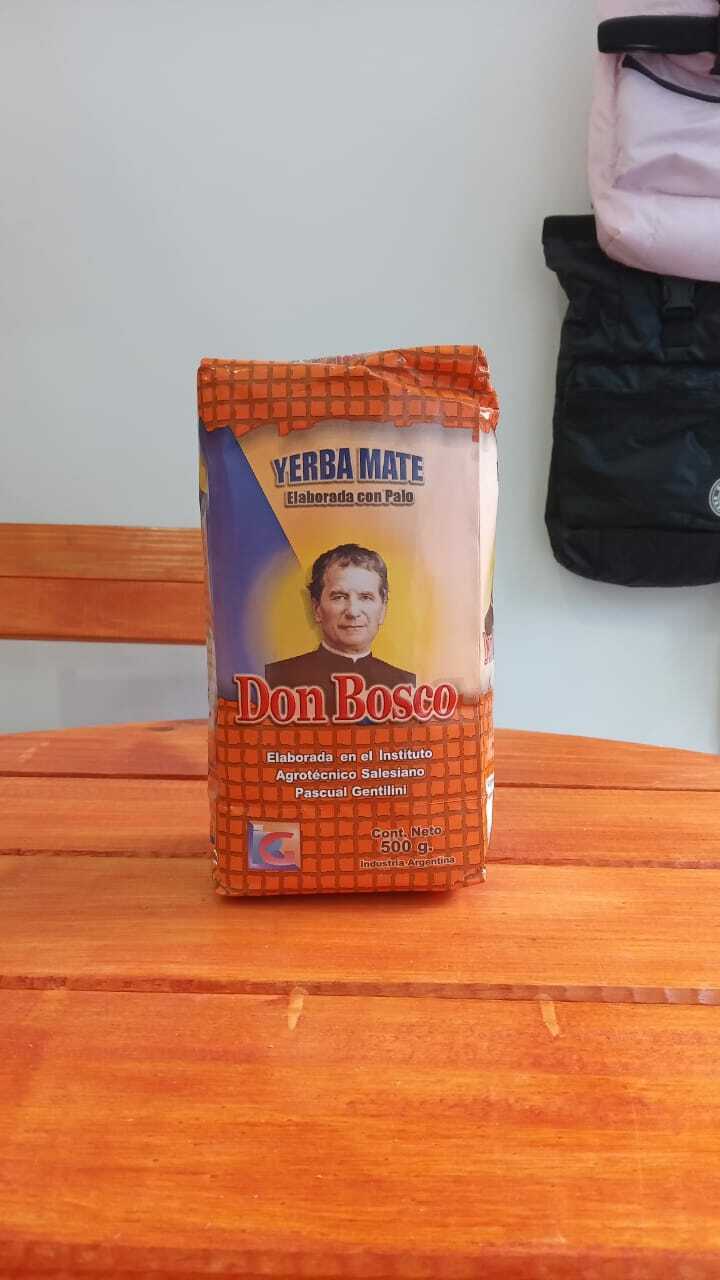 YERBA MATE
Elaborada con Palo
Don Bosco
Elaborada en el Instituto
Agrotécnico Salesiano
Pascual Gentilini
Cont. Neto
500 g.
Industria Argentina